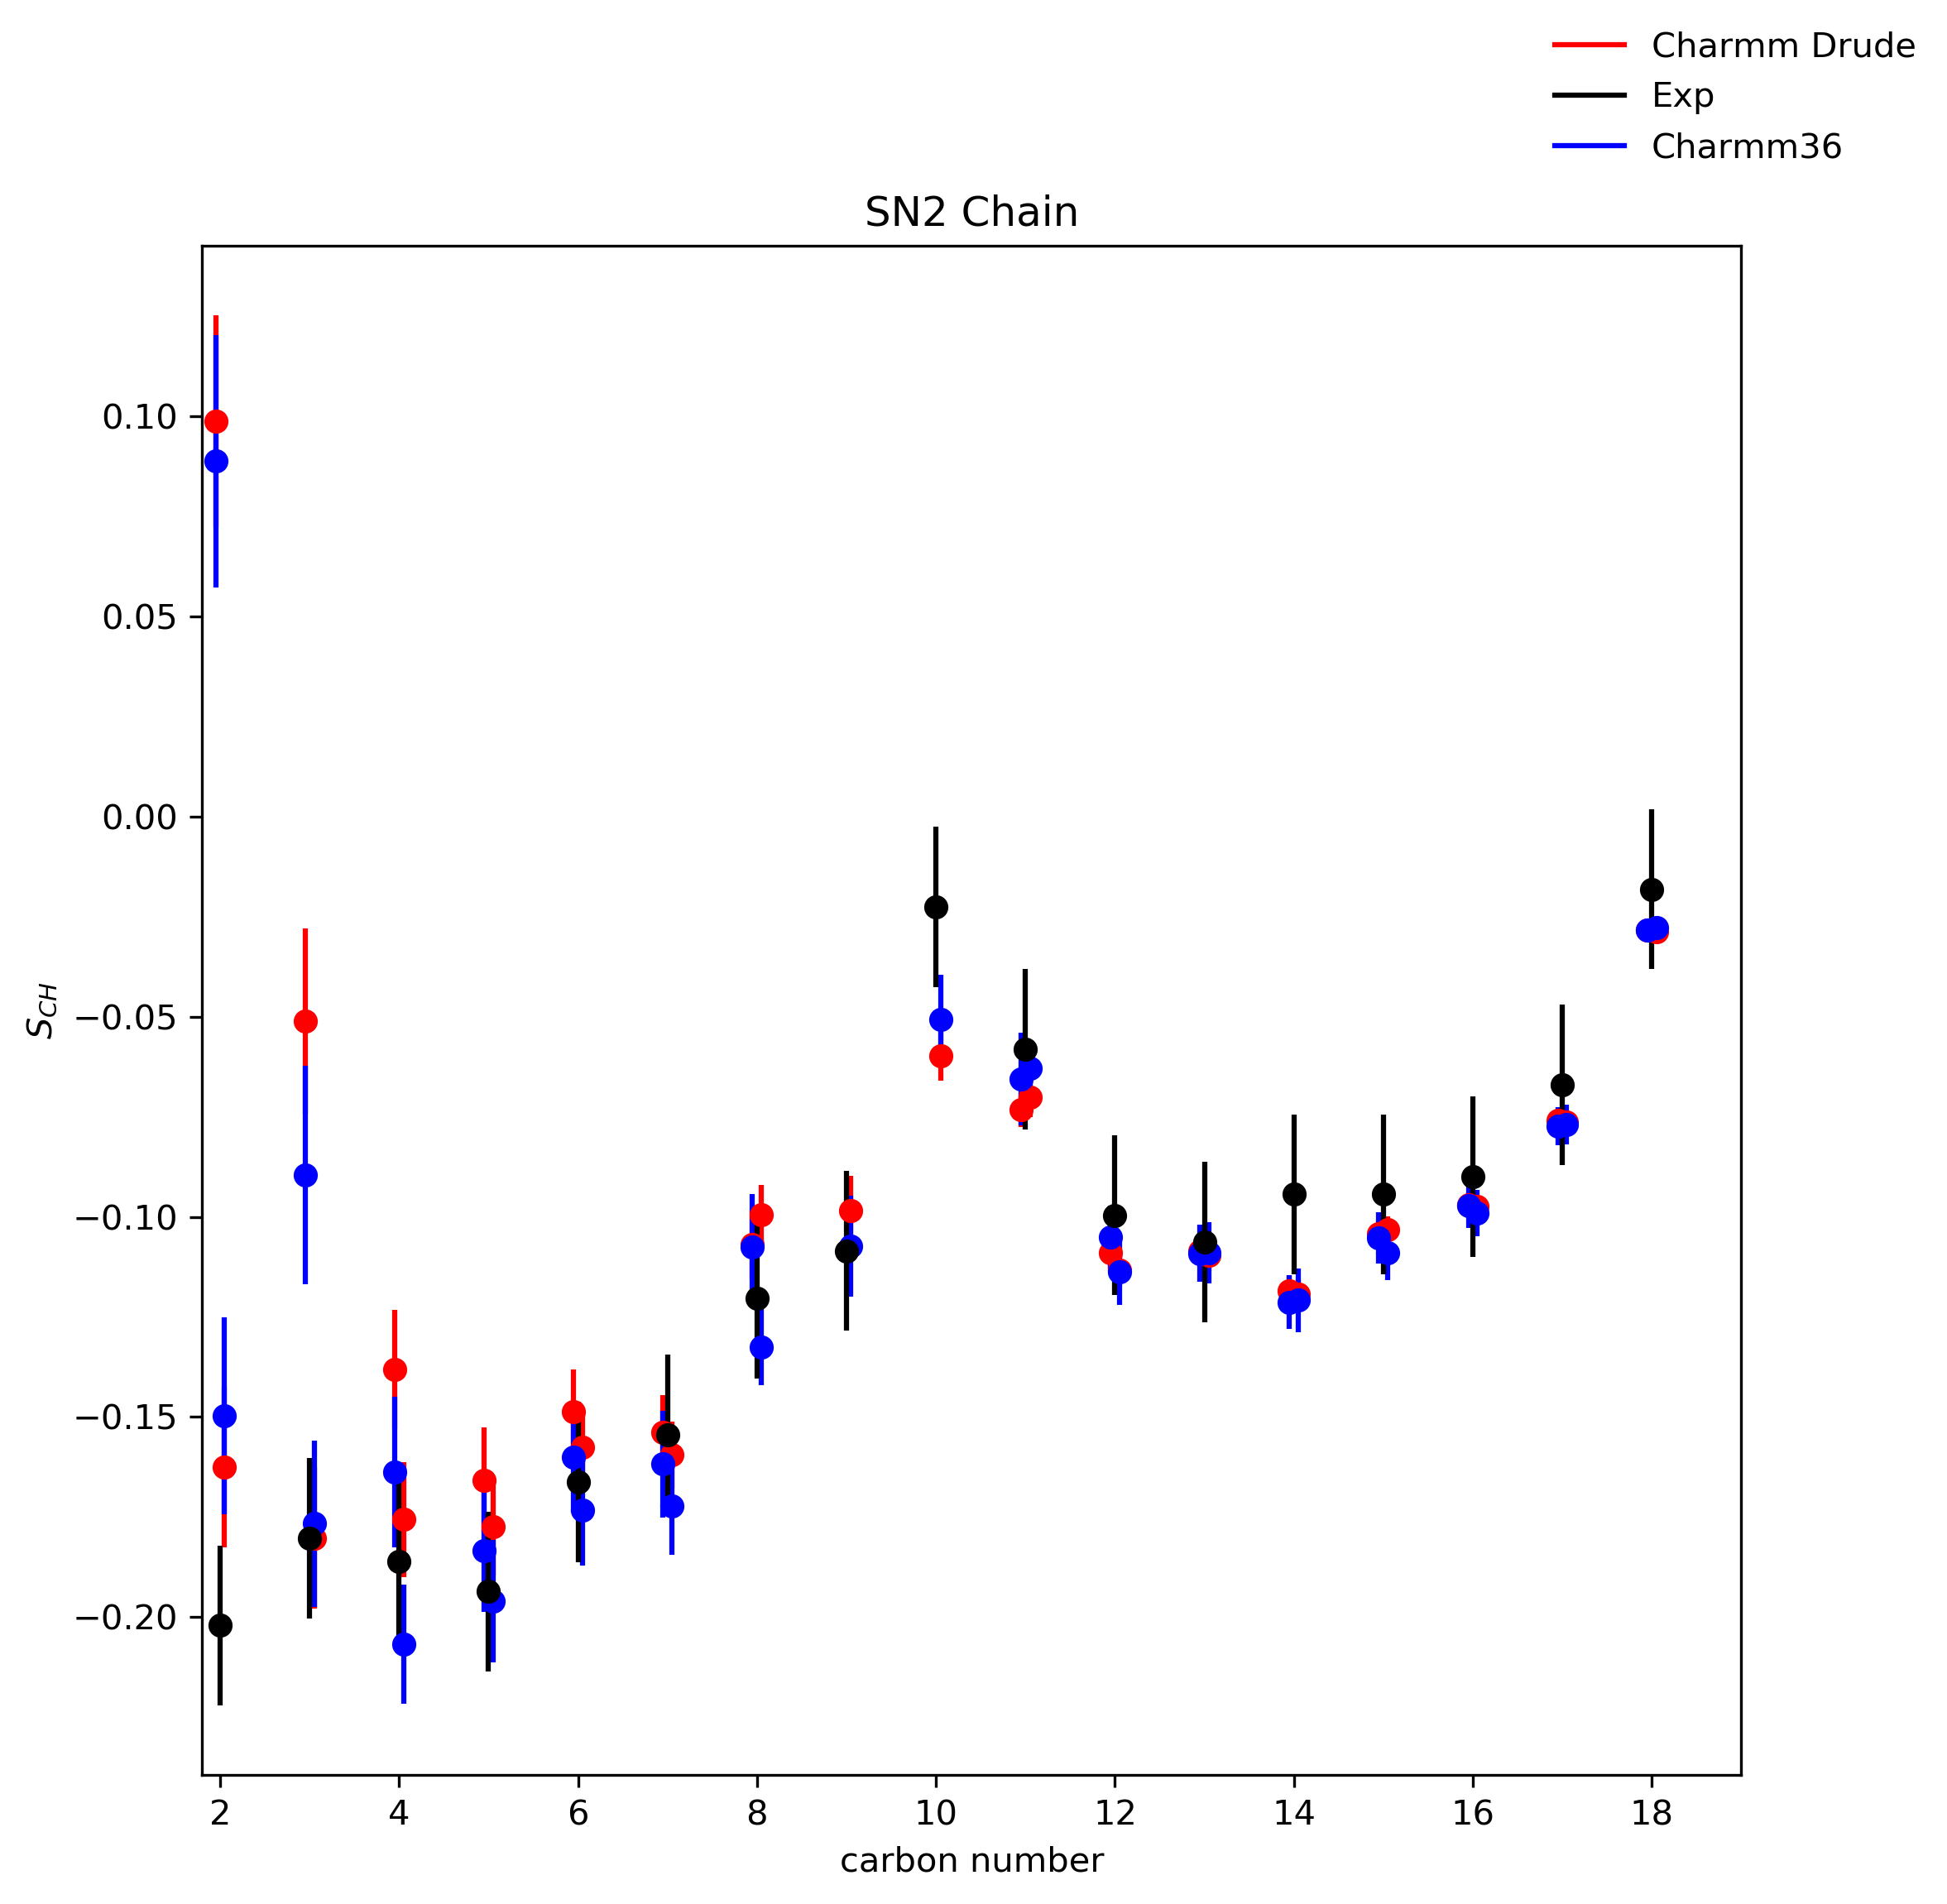 Charmm Drude
Exp
Charmm36
SN2 Chain
0.10
0.05
0.00
−0.05
−0.10
−0.15
−0.20
S_CH
2 4 6 8 10 12 14 16 18
carbon number